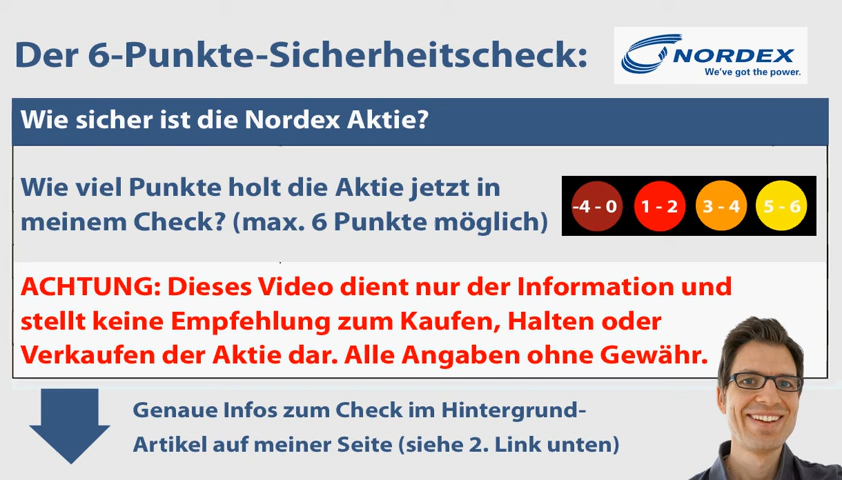 Der 6-Punkte-Sicherheitscheck:
NORDEX
We've got the power.
Wie sicher ist die Nordex Aktie?
Wie viel Punkte holt die Aktie jetzt in
meinem Check? (max. 6 Punkte möglich)
-4 - 0 1 - 2 3 - 4 5 - 6
ACHTUNG: Dieses Video dient nur der Information und
stellt keine Empfehlung zum Kaufen, Halten oder
Verkaufen der Aktie dar. Alle Angaben ohne Gewähr.
Genaue Infos zum Check im Hintergrund-
Artikel auf meiner Seite (siehe 2. Link unten)